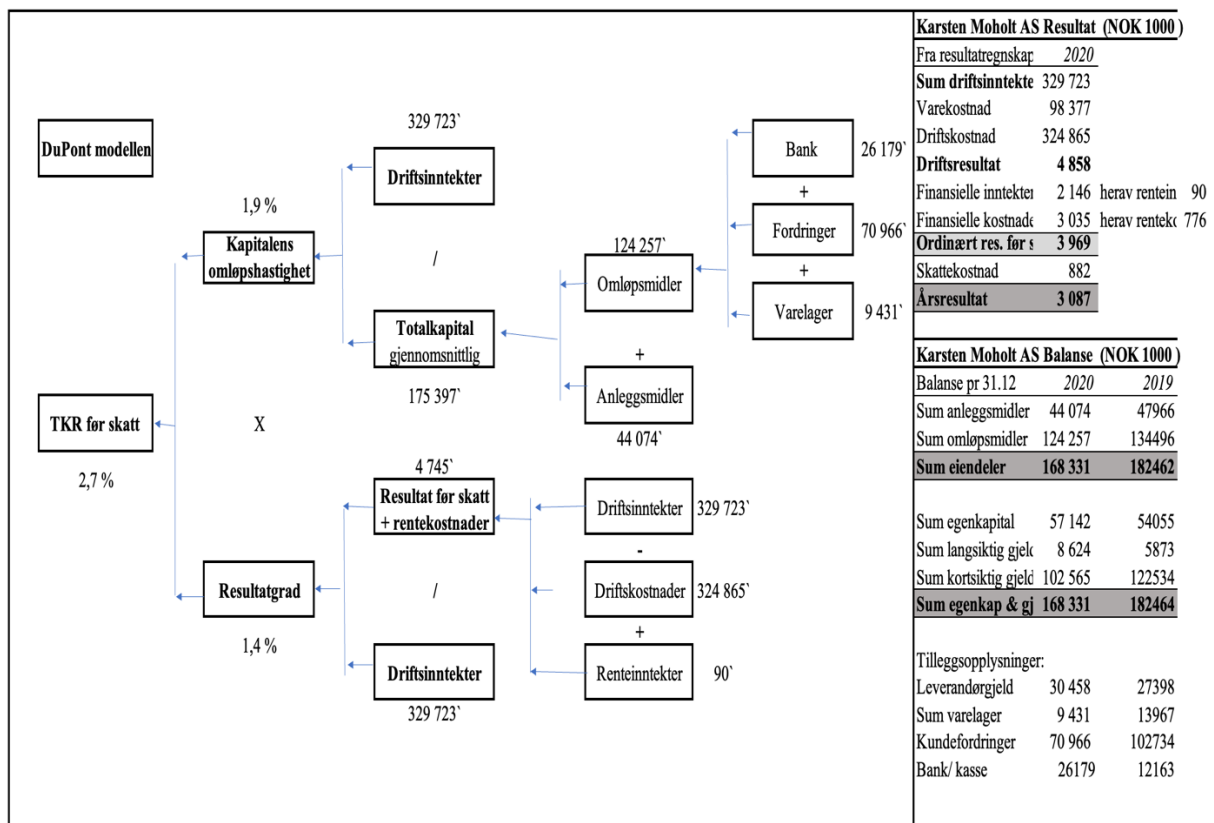 DuPont modellen
329 723`
Driftsinntekter
1,9 %
Kapitalens
omløpshastighet
/
Totalkapital
gjennomsnittlig
175 397`
124 257`
Omløpsmidler
+
Anleggsmidler
44 074`
Bank 26 179`
+
Fordringer 70 966`
+
Varelager 9 431`
TKR før skatt
2,7 %
X
Resultatgrad
1,4 %
4 745`
Resultat før skatt
+ rentekostnader
/
Driftsinntekter
329 723`
Driftsinntekter 329 723`
-
Driftskostnader 324 865`
+
Renteinntekter 90`
Karsten Moholt AS Resultat (NOK 1000 )
Fra resultatregnskap 2020
Sum driftsinntekte 329 723
Varekostnad 98 377
Driftskostnad 324 865
Driftsresultat 4 858
Finansielle inntekter 2 146 herav rentein 90
Finansielle kostnade 3 035 herav renteko 776
Ordinært res. før s 3 969
Skattekostnad 882
Årsresultat 3 087
Karsten Moholt AS Balanse (NOK 1000 )
Balanse pr 31.12 2020 2019
Sum anleggsmidler 44 074 47966
Sum omløpsmidler 124 257 134496
Sum eiendeler 168 331 182462
Sum egenkapital 57 142 54055
Sum langsiktig gjeld 8 624 5873
Sum kortsiktig gjeld 102 565 122534
Sum egenkap & gj 168 331 182464
Tilleggsopplysninger:
Leverandørgjeld 30 458 27398
Sum varelager 9 431 13967
Kundefordringer 70 966 102734
Bank/ kasse 26179 12163